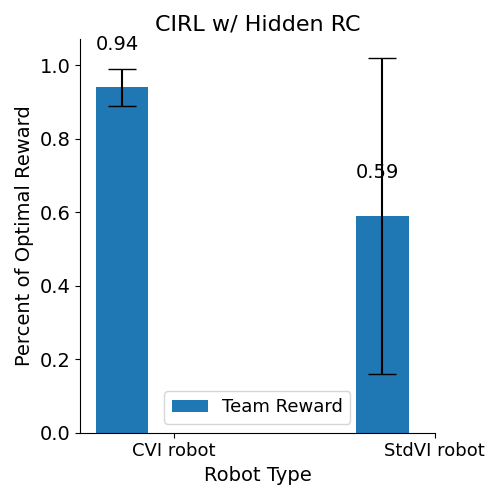 CIRL w/ Hidden RC
0.94
0.59
1.0
0.8
0.6
0.4
0.2
0.0
Percent of Optimal Reward
Team Reward
CVI robot
StdVI robot
Robot Type